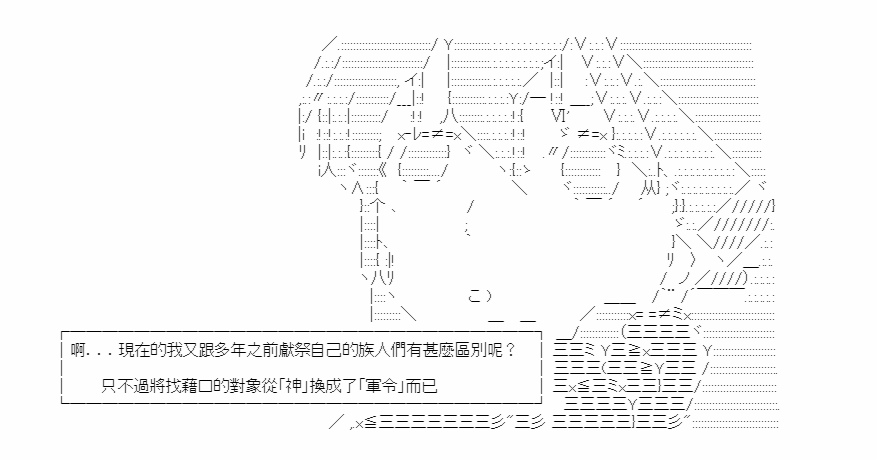 啊．．．現在的我又跟多年之前獻祭自己的族人們有甚麼區別呢？
只不過將找藉口的對象從「神」換成了「軍令」而已